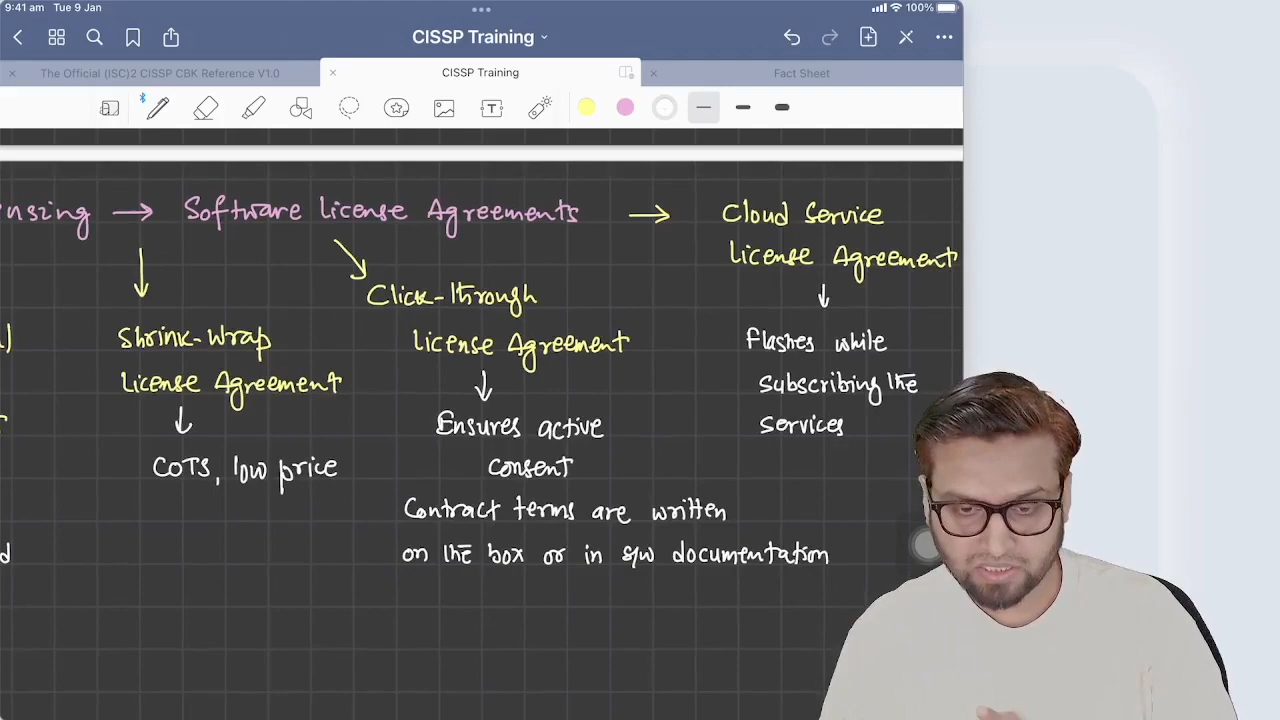 9:41 am Tue 9 Jan
100%
CISSP Training
The Official (ISC)2 CISSP CBK Reference V1.0
CISSP Training
Fact Sheet
T
Software License Agreements
Cloud Service
License Agreement
Click-through
License Agreement
Shrink-Wrap
License Agreement
Flashes while
subscribing the
services
Ensures active
consent
COTS, low price
Contract terms are written
on the box or in s/w documentation